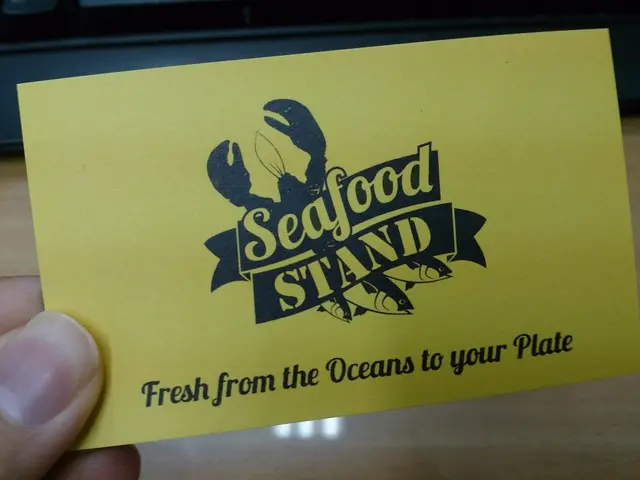 Seafood
STAND
Fresh from the Oceans to your Plate